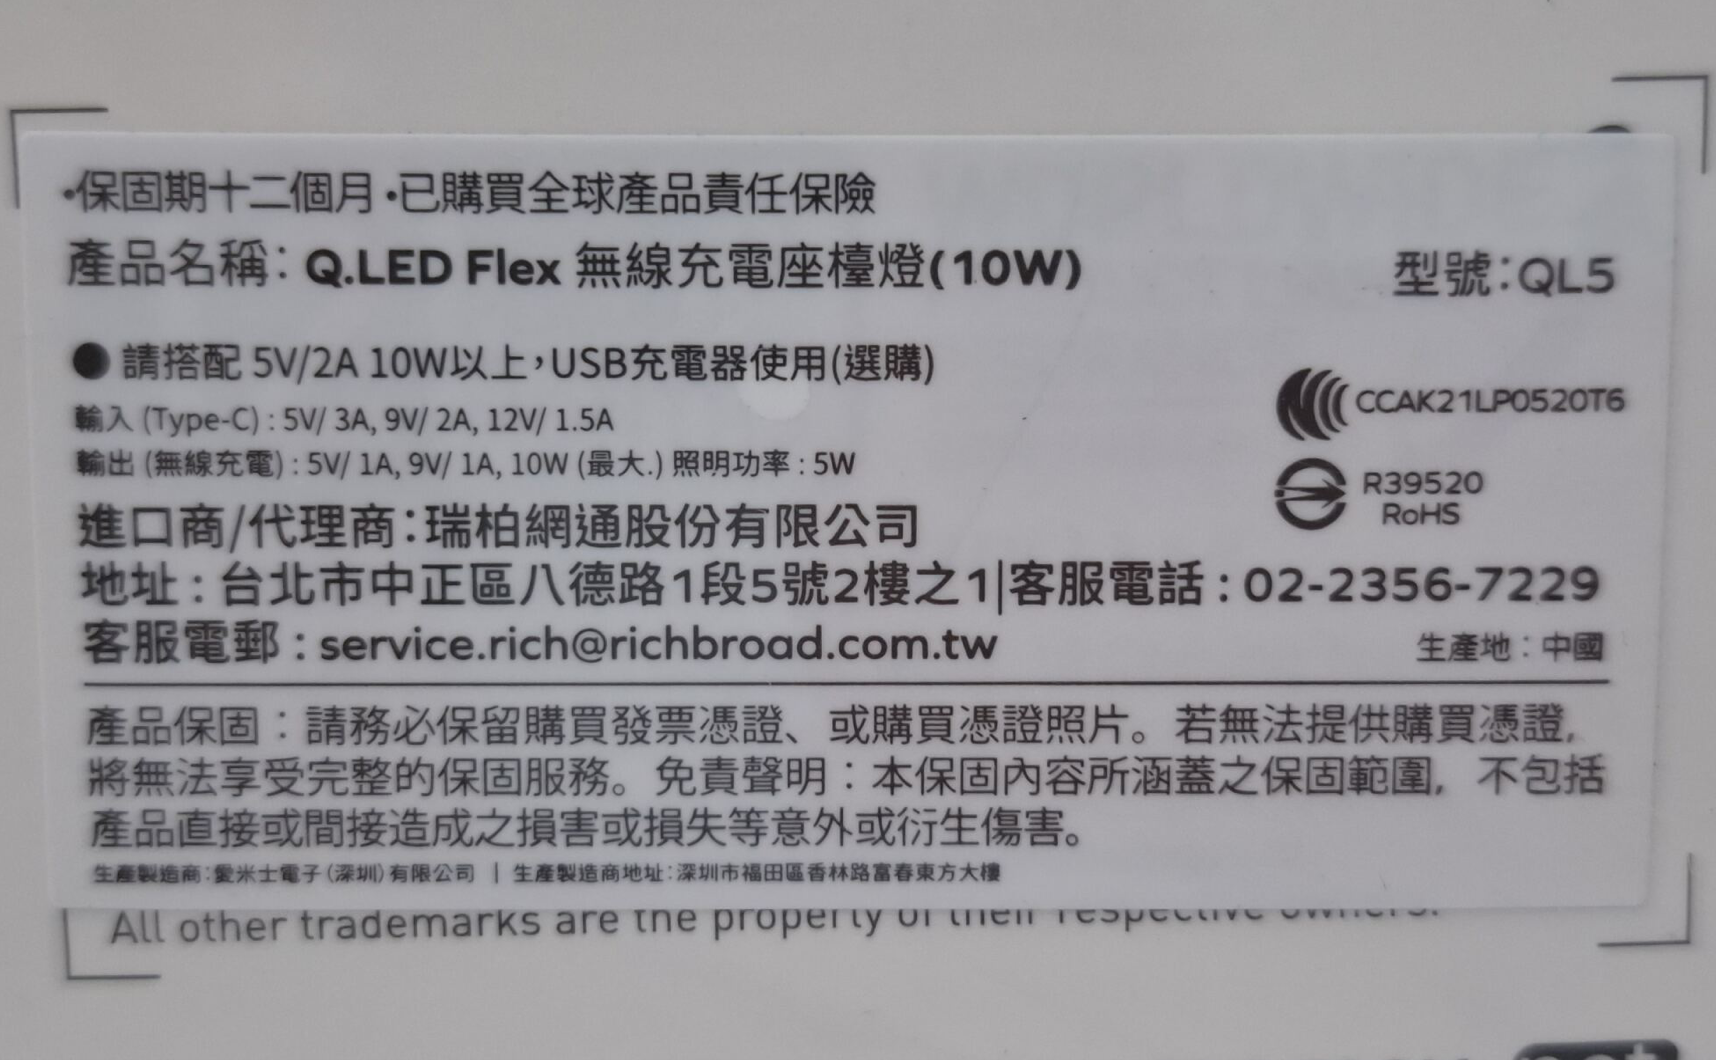 •保固期十二個月 •已購買全球產品責任保險
產品名稱：Q.LED Flex 無線充電座檯燈(10W)
型號：QL5
●請搭配 5V/2A 10W以上，USB充電器使用(選購)
輸入 (Type-C) : 5V/ 3A, 9V/ 2A, 12V/ 1.5A
CCAK21LP0520T6
輸出 (無線充電) : 5V/ 1A, 9V/ 1A, 10W (最大.) 照明功率 : 5W
R39520
RoHS
進口商/代理商：瑞柏網通股份有限公司
地址 : 台北市中正區八德路1段5號2樓之1|客服電話 : 02-2356-7229
客服電郵 : service.rich@richbroad.com.tw
生產地：中國
產品保固：請務必保留購買發票憑證、或購買憑證照片。若無法提供購買憑證,
將無法享受完整的保固服務。免責聲明：本保固內容所涵蓋之保固範圍, 不包括
產品直接或間接造成之損害或損失等意外或衍生傷害。
生產製造商：愛米士電子(深圳)有限公司 | 生產製造商地址：深圳市福田區香林路富春東方大樓
All other trademarks are the property of their respective owners.